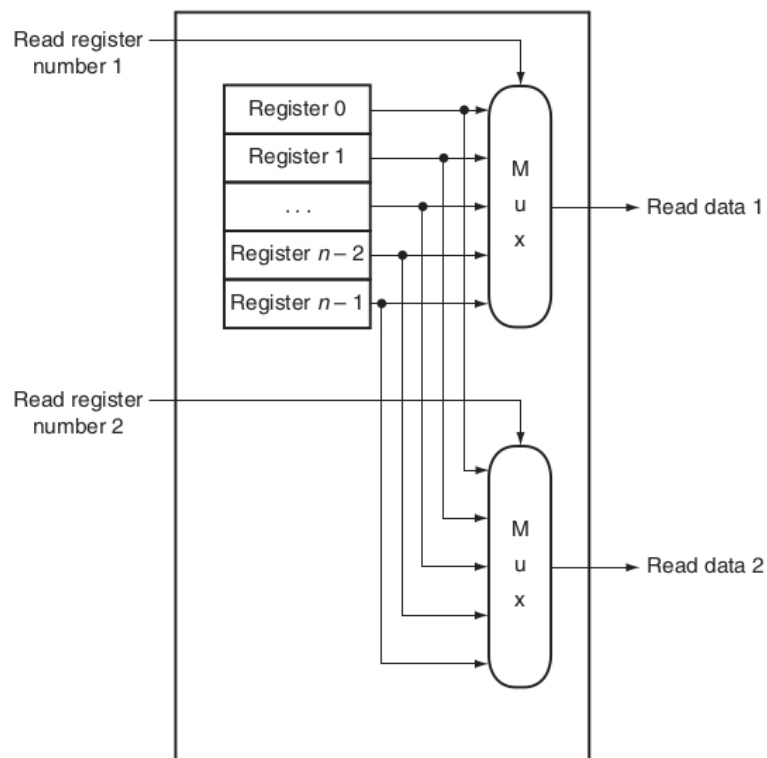 Read register
number 1
Register 0
Register 1
. . .
Register n – 2
Register n – 1
M
u
x
Read data 1
Read register
number 2
M
u
x
Read data 2